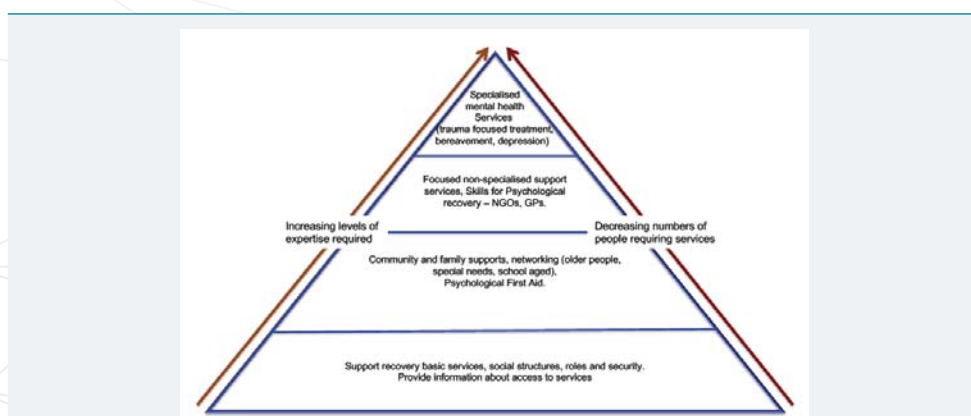 Specialised
mental health
Services
(trauma focused treatment,
bereavement, depression)
Focused non-specialised support
services, Skills for Psychological
recovery – NGOs, GPs.
Increasing levels of
expertise required
Decreasing numbers of
people requiring services
Community and family supports, networking (older people,
special needs, school aged),
Psychological First Aid.
Support recovery basic services, social structures, roles and security.
Provide information about access to services